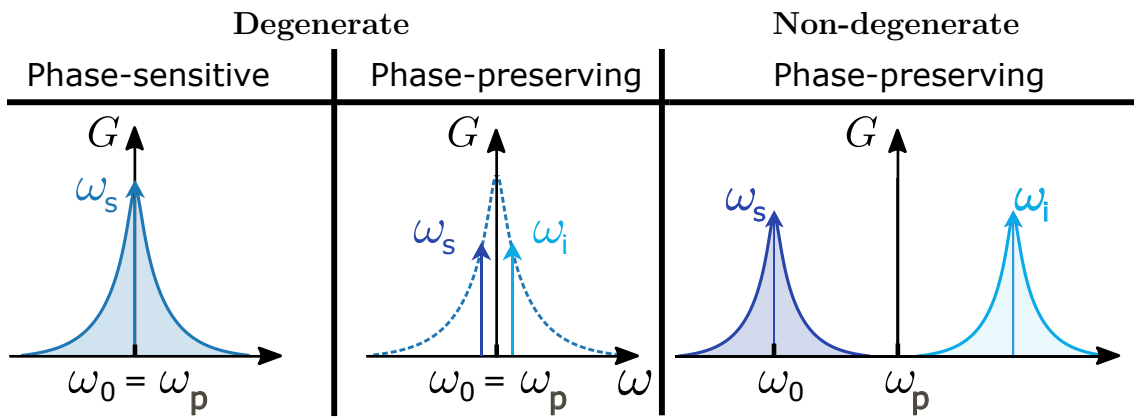 Degenerate Non-degenerate
Phase-sensitive Phase-preserving Phase-preserving
G G G
ωs ωs ωi ωs ωi
ω0 = ωp ω0 = ωp ω ω0 ωp